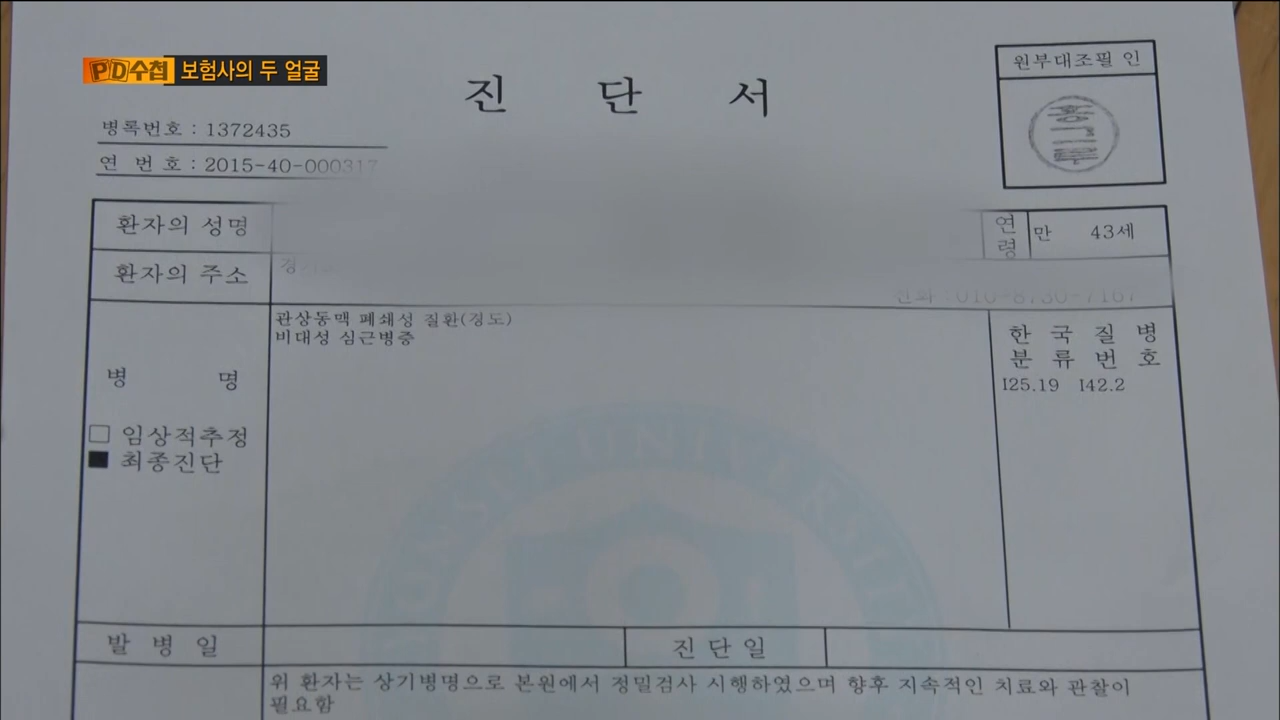 PD수첩 보험사의 두 얼굴
진 단 서
원부대조필 인
병록번호 : 1372435
연 번 호 : 2015-40-000317
환자의 성명
연령 만 43세
환자의 주소
병 명
관상동맥 폐쇄성 질환(경도)
비대성 심근병증
한 국 질 병
분 류 번 호
I25.19 I42.2
□ 임상적추정
■ 최종진단
발 병 일
진 단 일
위 환자는 상기병명으로 본원에서 정밀검사 시행하였으며 향후 지속적인 치료와 관찰이
필요함